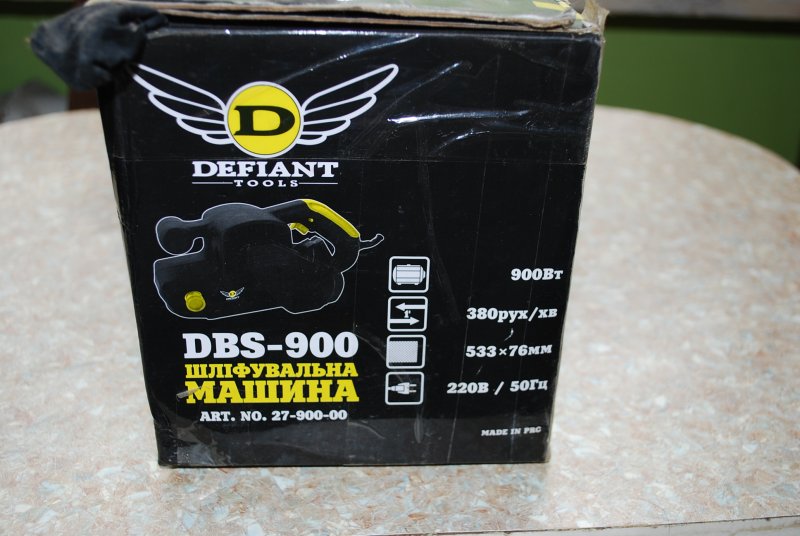 D
DEFIANT
TOOLS
DBS-900
ШЛІФУВАЛЬНА
МАШИНА
ART. NO. 27-900-00
900Вт
1'
380рух/хв
533×76мм
220В / 50Гц
MADE IN PRC